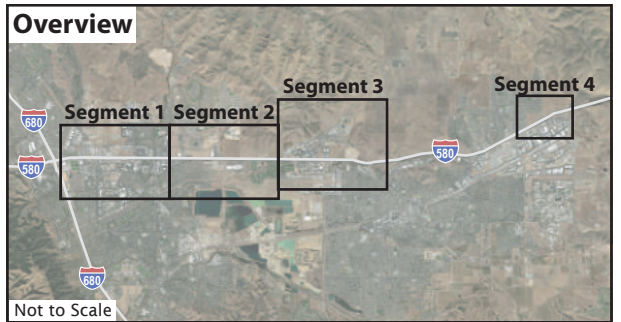 Overview
Segment 1
Segment 2
Segment 3
Segment 4
680
580
580
680
Not to Scale